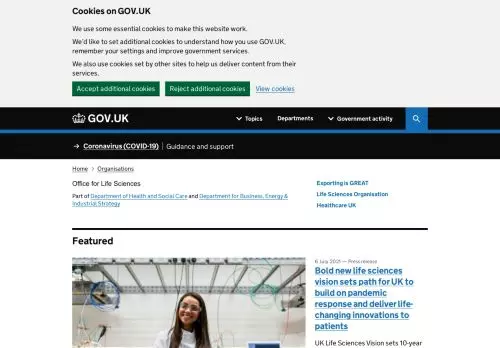 Cookies on GOV.UK
We use some essential cookies to make this website work.
We'd like to set additional cookies to understand how you use GOV.UK,
remember your settings and improve government services.
We also use cookies set by other sites to help us deliver content from their
services.
Accept additional cookies
Reject additional cookies
View cookies
GOV.UK
Topics
Departments
Government activity
Coronavirus (COVID-19)
Guidance and support
Home
Organisations
Office for Life Sciences
Part of Department of Health and Social Care and Department for Business, Energy &
Industrial Strategy
Exporting is GREAT
Life Sciences Organisation
Healthcare UK
Featured
6 July 2021 — Press release
Bold new life sciences
vision sets path for UK to
build on pandemic
response and deliver life-
changing innovations to
patients
UK Life Sciences Vision sets 10-year